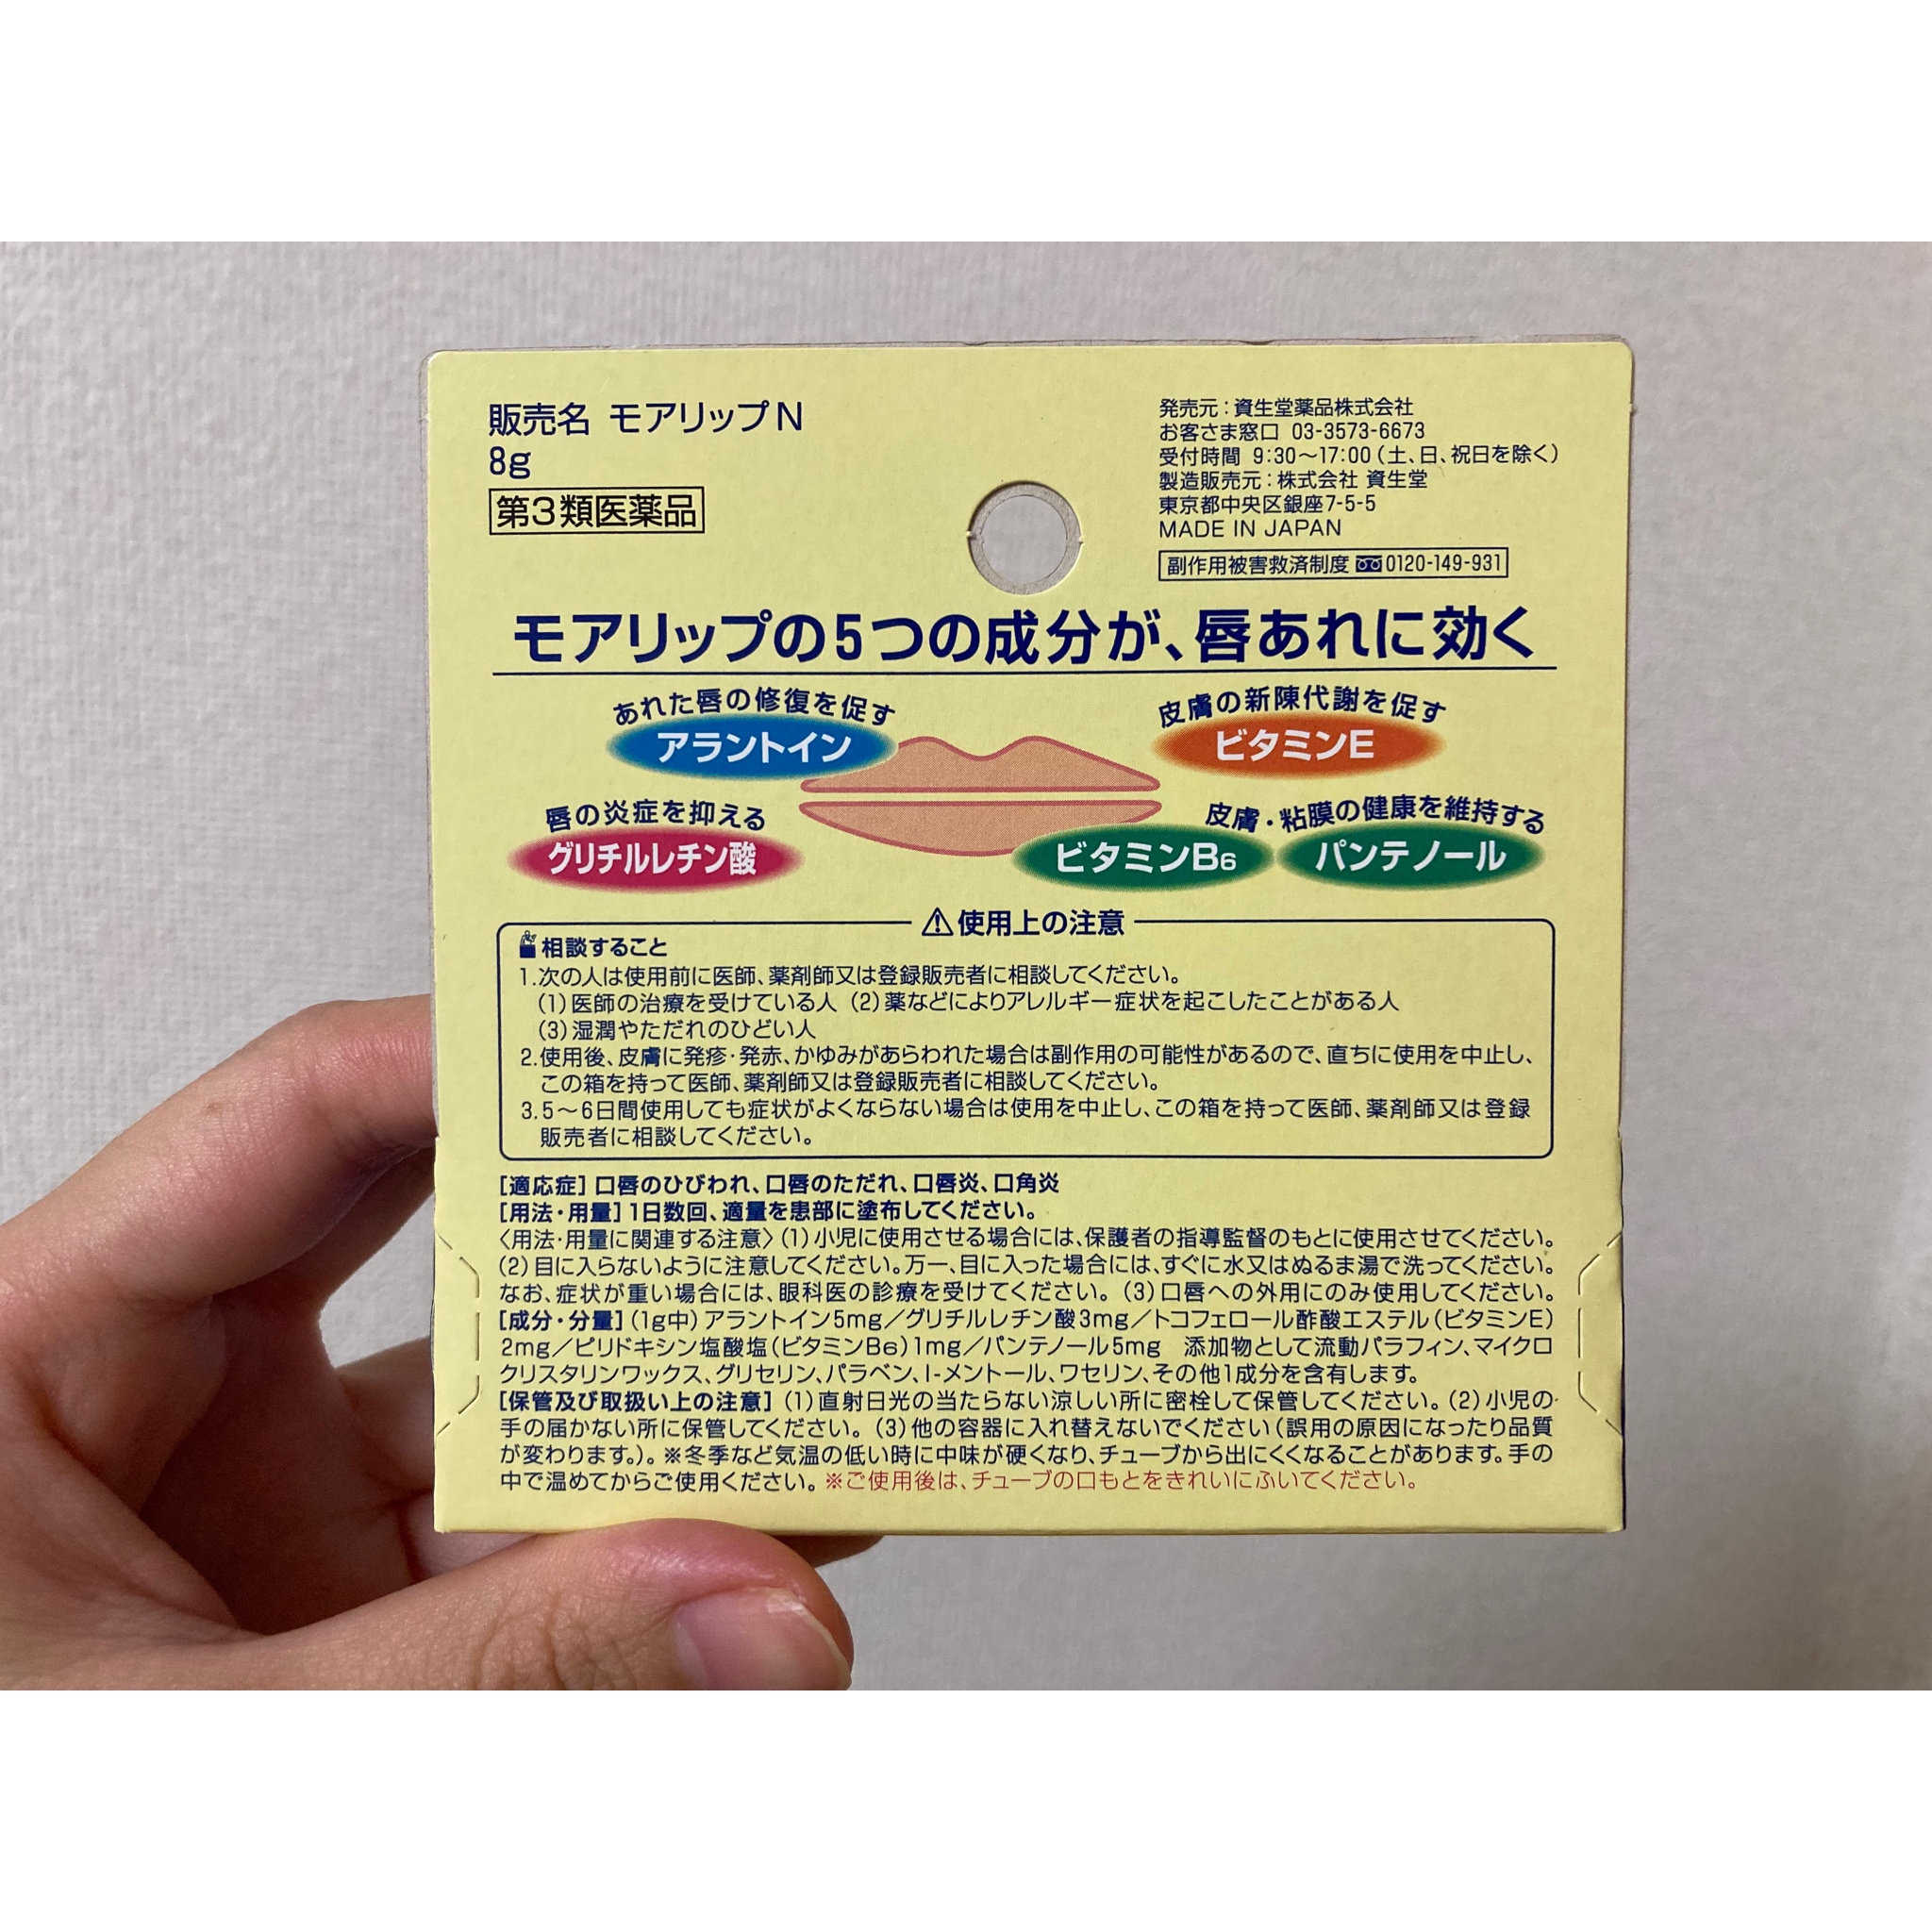 販売名 モアリップN
8g
第3類医薬品
発売元:資生堂薬品株式会社
お客さま窓口 03-3573-6673
受付時間 9:30〜17:00(土、日、祝日を除く)
製造販売元:株式会社 資生堂
東京都中央区銀座7-5-5
MADE IN JAPAN
副作用被害救済制度 0120-149-931
モアリップの5つの成分が、唇あれに効く
あれた唇の修復を促す
アラントイン
皮膚の新陳代謝を促す
ビタミンE
唇の炎症を抑える
グリチルレチン酸
皮膚・粘膜の健康を維持する
ビタミンB6 パンテノール
⚠使用上の注意
相談すること
1.次の人は使用前に医師、薬剤師又は登録販売者に相談してください。
(1)医師の治療を受けている人 (2)薬などによりアレルギー症状を起こしたことがある人
(3)湿潤やただれのひどい人
2.使用後、皮膚に発疹・発赤、かゆみがあらわれた場合は副作用の可能性があるので、直ちに使用を中止し、
この箱を持って医師、薬剤師又は登録販売者に相談してください。
3.5〜6日間使用しても症状がよくならない場合は使用を中止し、この箱を持って医師、薬剤師又は登録
販売者に相談してください。
[適応症]口唇のひびわれ、口唇のただれ、口唇炎、口角炎
[用法・用量]1日数回、適量を患部に塗布してください。
〈用法・用量に関連する注意〉(1)小児に使用させる場合には、保護者の指導監督のもとに使用させてください。
(2)目に入らないように注意してください。万一、目に入った場合には、すぐに水又はぬるま湯で洗ってください。
なお、症状が重い場合には、眼科医の診療を受けてください。(3)口唇への外用にのみ使用してください。
[成分・分量](1g中)アラントイン5mg/グリチルレチン酸3mg/トコフェロール酢酸エステル(ビタミンE)
2mg/ピリドキシン塩酸塩(ビタミンB6)1mg/パンテノール5mg 添加物として流動パラフィン、マイクロ
クリスタリンワックス、グリセリン、パラベン、l-メントール、ワセリン、その他1成分を含有します。
[保管及び取扱い上の注意](1)直射日光の当たらない涼しい所に密栓して保管してください。(2)小児の
手の届かない所に保管してください。(3)他の容器に入れ替えないでください(誤用の原因になったり品質
が変わります。)。※冬季など気温の低い時に中味が硬くなり、チューブから出にくくなることがあります。手の
中で温めてからご使用ください。※ご使用後は、チューブの口もとをきれいにふいてください。